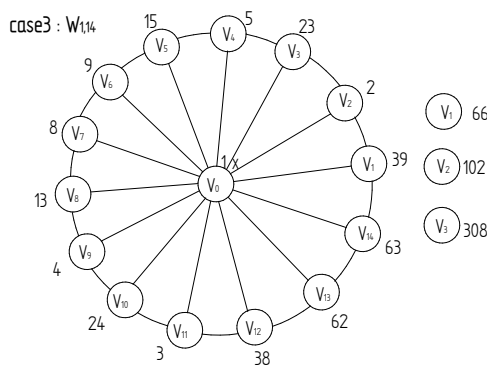 case3 : W₁,₁₄
15
5
23
V₅
V₄
V₃
9
2
V₆
V₂
V₁ 66
8
V₇
1/x
39
V₁
V₂ 102
13
V₈
V₀
V₉
V₁₄
63
V₃ 308
4
V₁₀
V₁₃
24
V₁₁
V₁₂
62
3
38